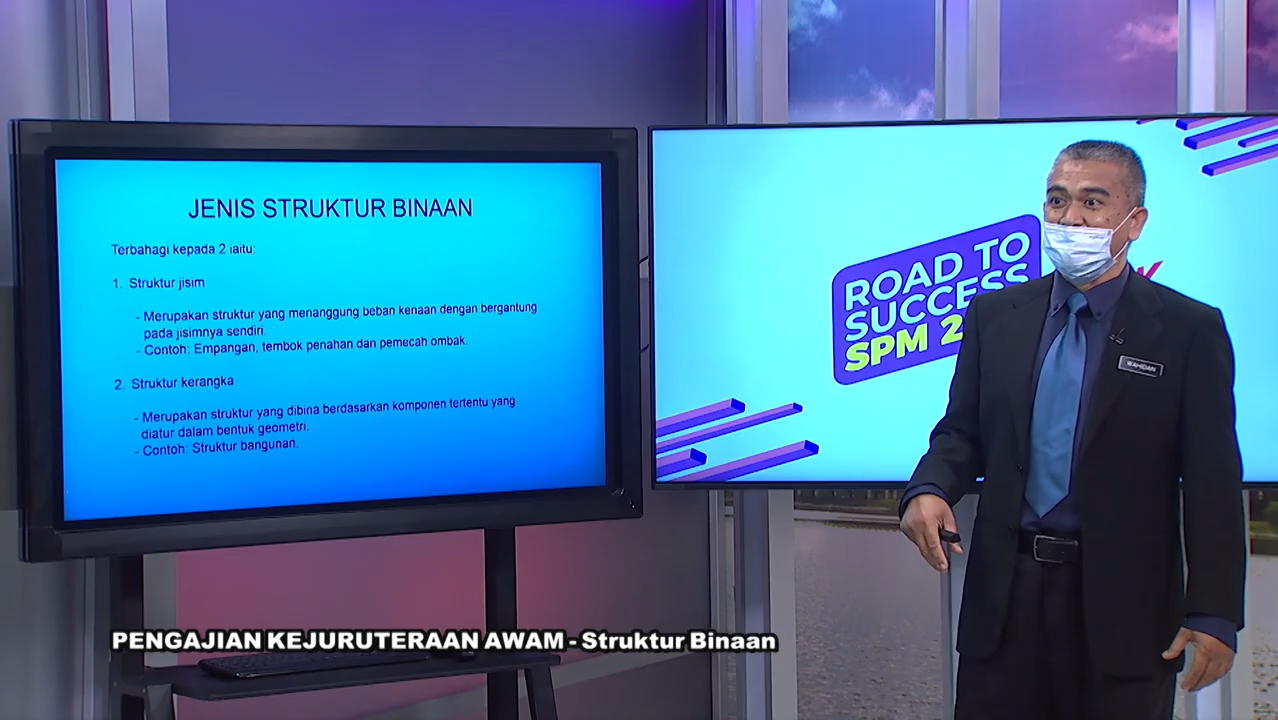 JENIS STRUKTUR BINAAN
Terbahagi kepada 2 iaitu:
1. Struktur jisim
- Merupakan struktur yang menanggung beban kenaan dengan bergantung
pada jisimnya sendiri.
- Contoh: Empangan, tembok penahan dan pemecah ombak.
2. Struktur kerangka
- Merupakan struktur yang dibina berdasarkan komponen tertentu yang
diatur dalam bentuk geometri.
- Contoh: Struktur bangunan.
ROAD TO
SUCCESS
SPM 2
WAHIDAN
PENGAJIAN KEJURUTERAAN AWAM - Struktur Binaan